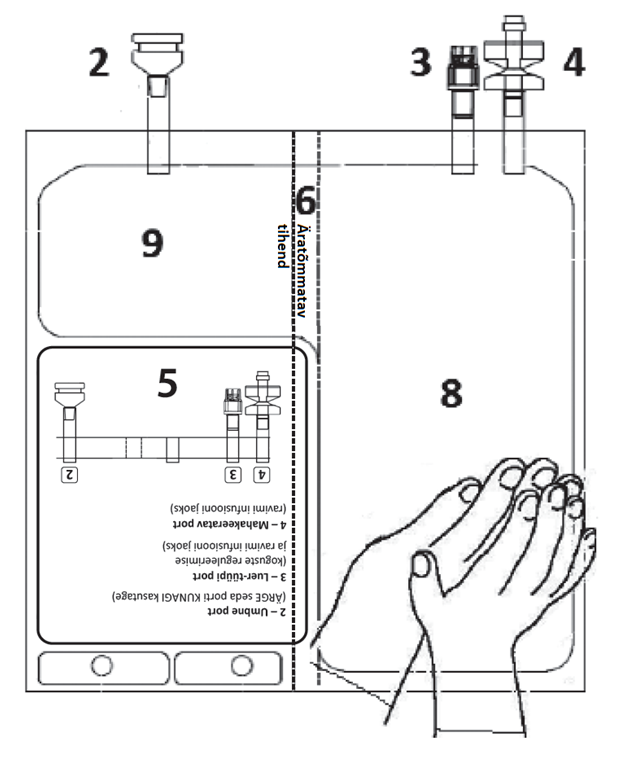 2
3
4
6
Äratõmmatav
tihend
9
5
8
2
3
4
2 – Umbne port
(ÄRGE seda porti KUNAGI kasutage)
3 – Luer-tüüpi port
(koguste reguleerimise
ja ravimi infusiooni jaoks)
4 – Mahakeeratav port
(ravimi infusiooni jaoks)